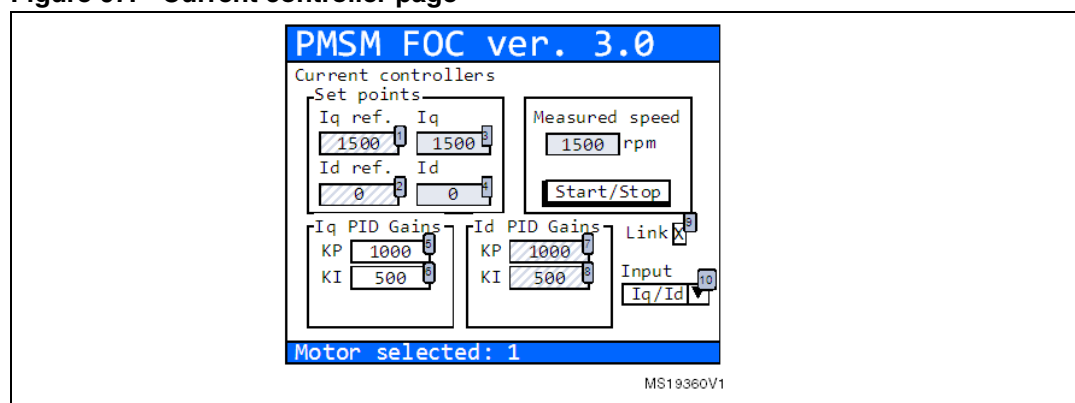 Figure 97. Current controller page
PMSM FOC ver. 3.0
Current controllers
Set points
Iq ref. Iq
1500 1 1500 3
Id ref. Id
0 2 0 4
Measured speed
1500 rpm
Start/Stop
Iq PID Gains
KP 1000 5
KI 500 6
Id PID Gains
KP 1000 7
KI 500 8
Link X 9
Input 10
Iq/Id
Motor selected: 1
MS19360V1